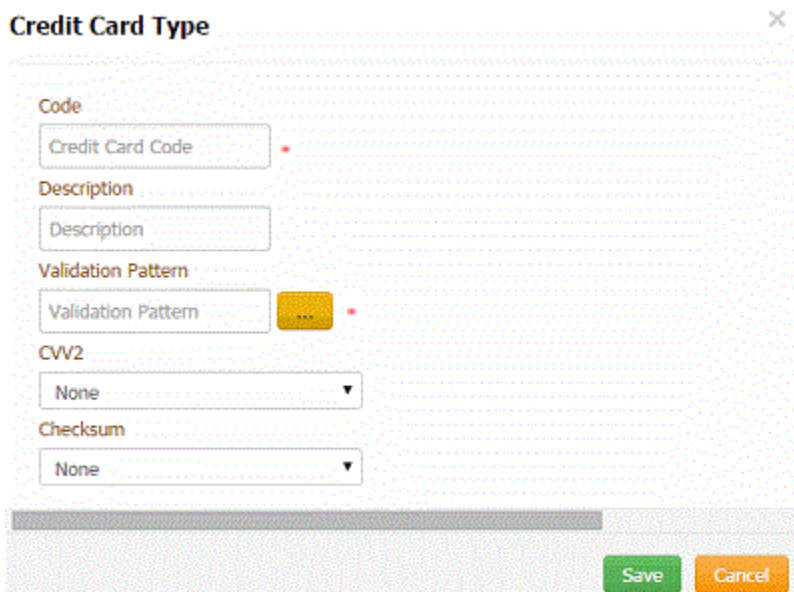 Credit Card Type
×
Code
Credit Card Code *
Description
Description
Validation Pattern
Validation Pattern ... *
CVV2
None ▼
Checksum
None ▼
Save Cancel